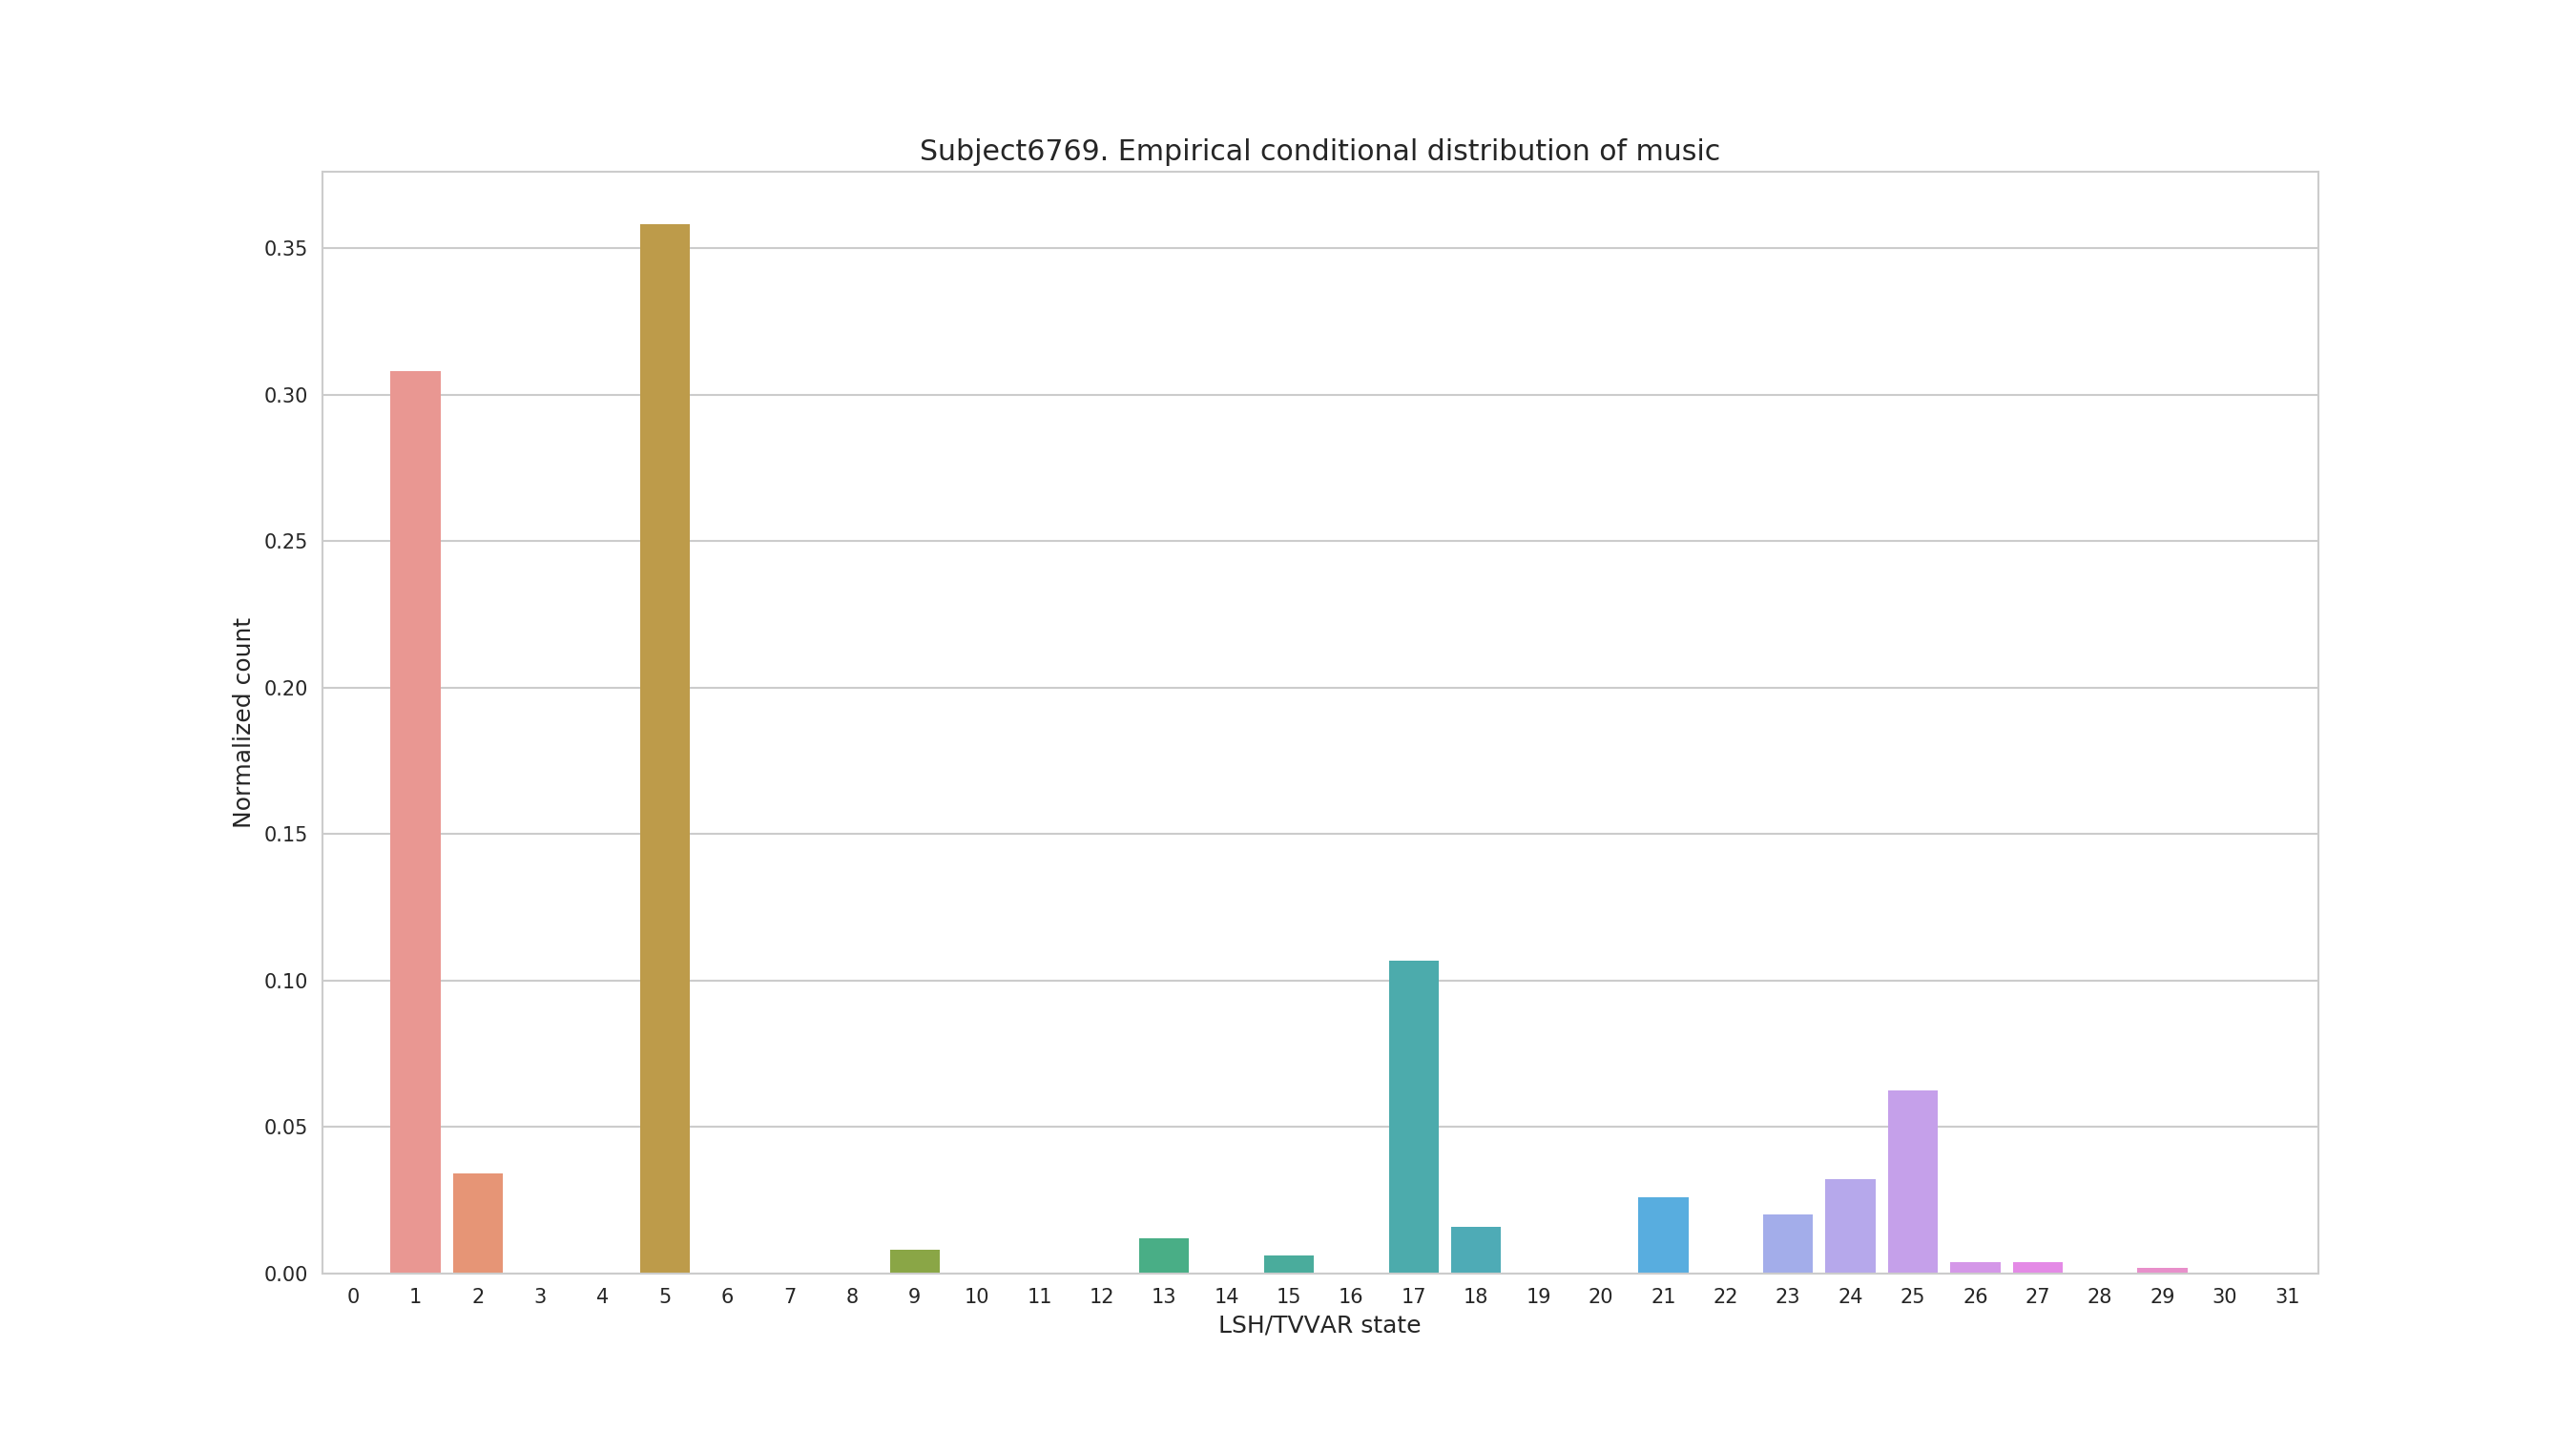 Subject6769. Empirical conditional distribution of music
Normalized count
0.35
0.30
0.25
0.20
0.15
0.10
0.05
0.00
0 1 2 3 4 5 6 7 8 9 10 11 12 13 14 15 16 17 18 19 20 21 22 23 24 25 26 27 28 29 30 31
LSH/TVVAR state